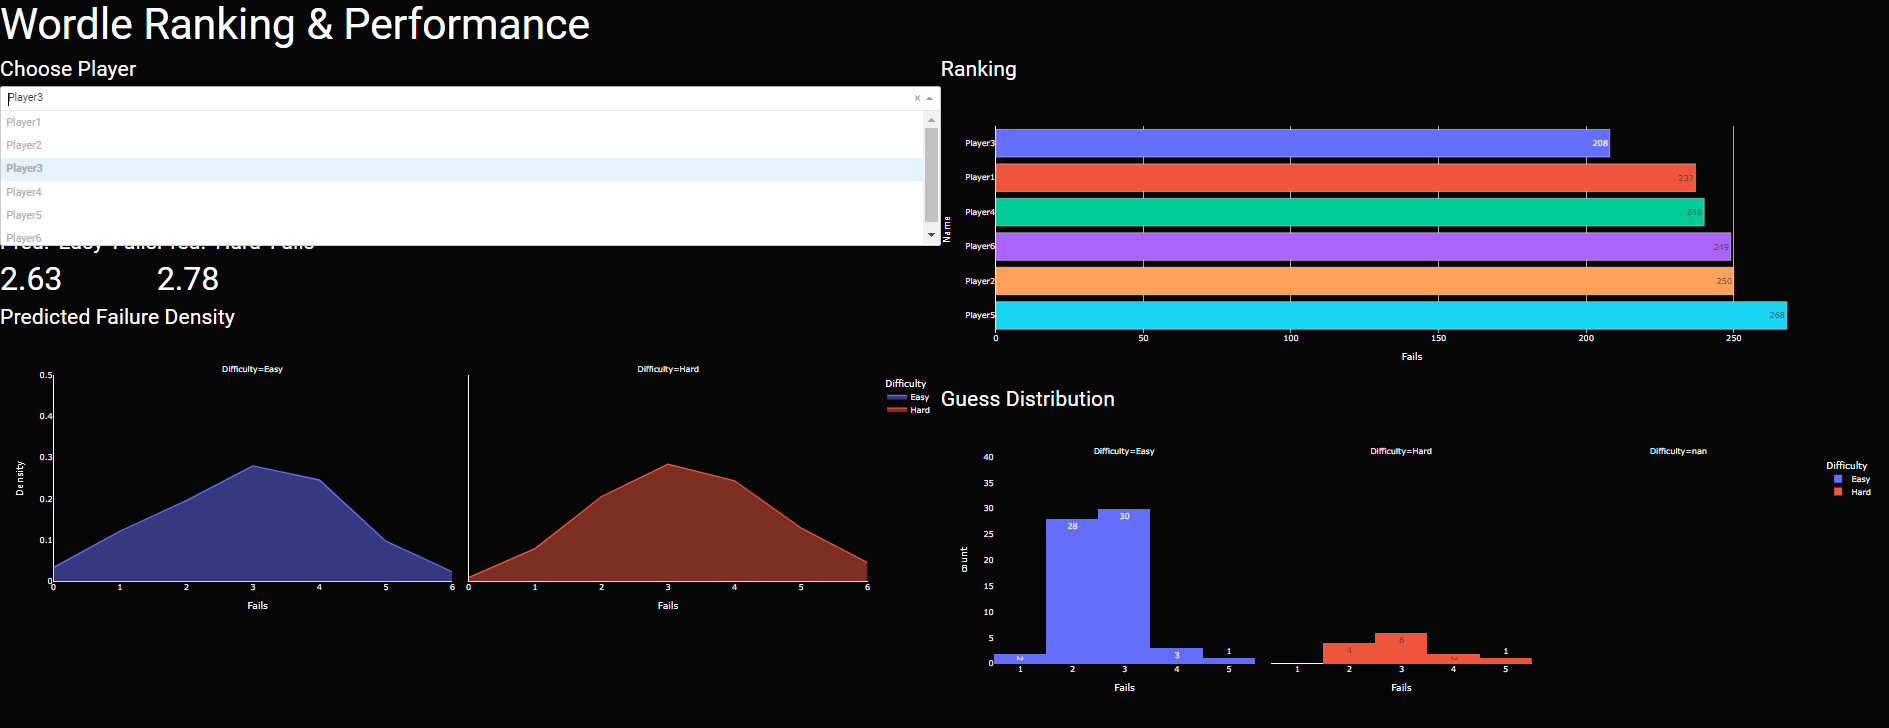 Wordle Ranking & Performance
Choose Player
Player3
×
Player1
Player2
Player3
Player4
Player5
Player6
2.63 2.78
Predicted Failure Density
Difficulty=Easy Difficulty=Hard
Difficulty
Easy
Hard
0.5
0.4
0.3
0.2
0.1
0
Density
0 1 2 3 4 5 6 0 1 2 3 4 5 6
Fails Fails
Ranking
Name
Player3 208
Player1 237
Player4 240
Player6 249
Player2 250
Player5 268
0 50 100 150 200 250
Fails
Guess Distribution
Difficulty=Easy Difficulty=Hard Difficulty=nan
Difficulty
Easy
Hard
40
35
30
25
20
15
10
5
0
count
2 28 30 3 1 4 6 2 1
1 2 3 4 5 1 2 3 4 5
Fails Fails